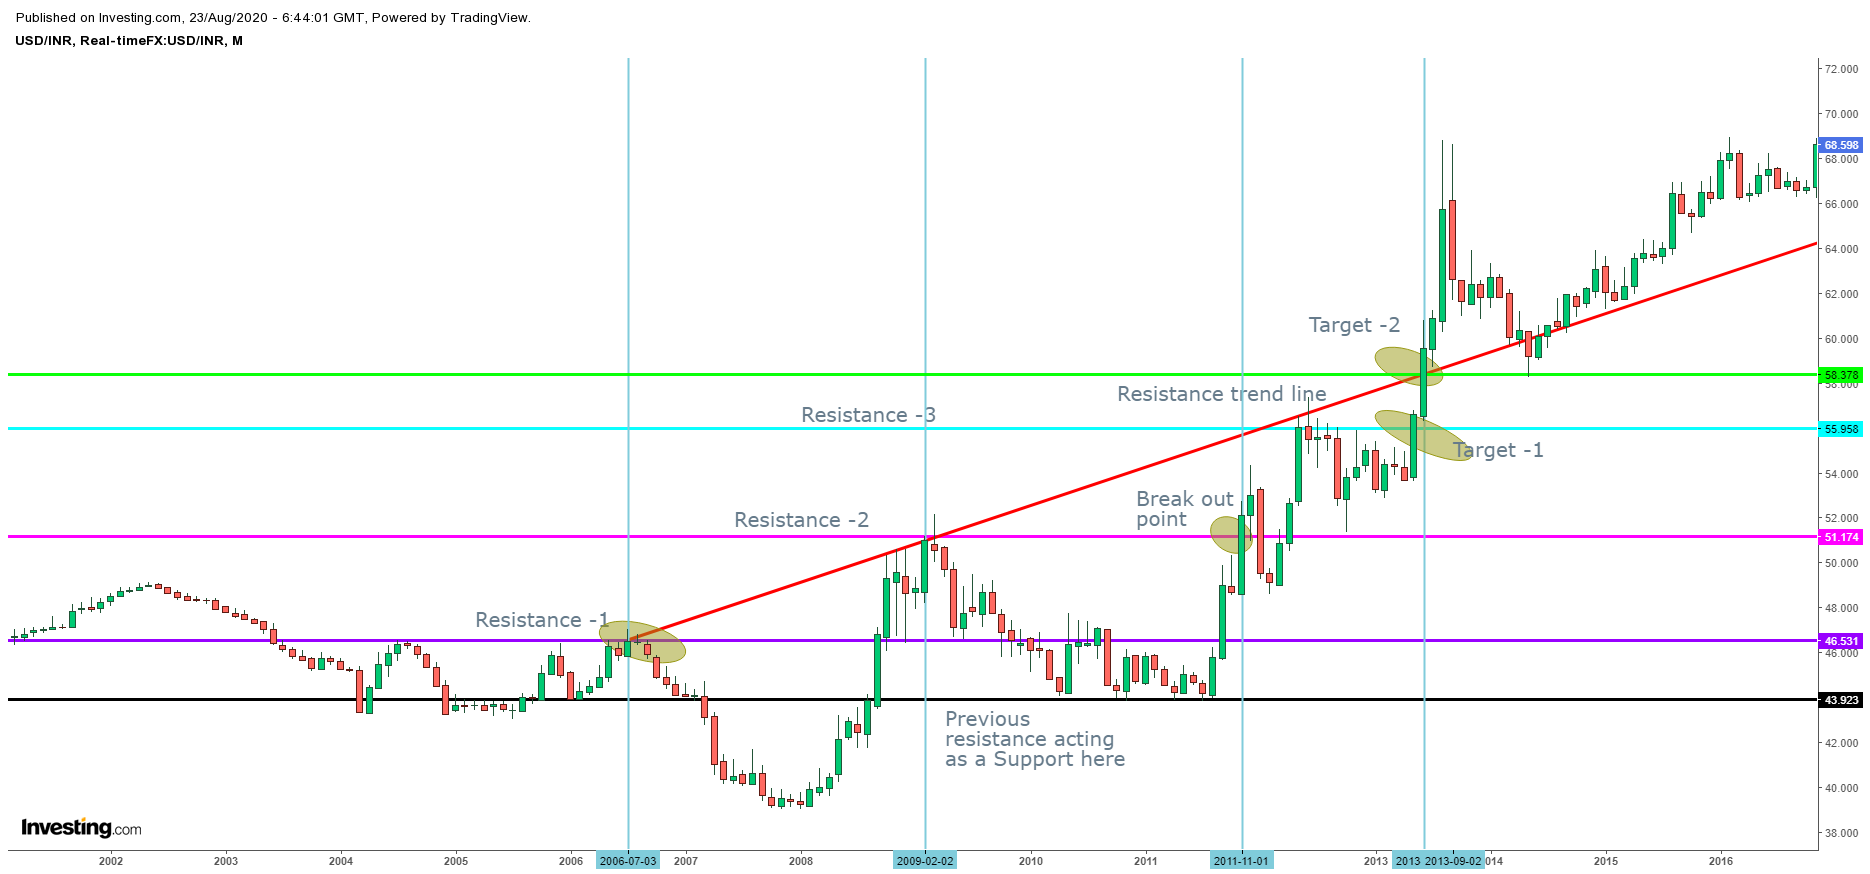 Published on Investing.com, 23/Aug/2020 - 6:44:01 GMT, Powered by TradingView.
USD/INR, Real-timeFX:USD/INR, M
72.000
70.000
68.598
68.000
66.000
64.000
62.000
Target -2
60.000
58.378
58.000
Resistance trend line
Resistance -3
55.958
Target -1
54.000
Break out
point
Resistance -2
52.000
51.174
50.000
48.000
Resistance -1
46.531
46.000
43.923
Previous
resistance acting
as a Support here
42.000
40.000
38.000
Investing.com
2002 2003 2004 2005 2006 2006-07-03 2007 2008 2009-02-02 2010 2011 2011-11-01 2013 2013 2013-09-02 014 2015 2016